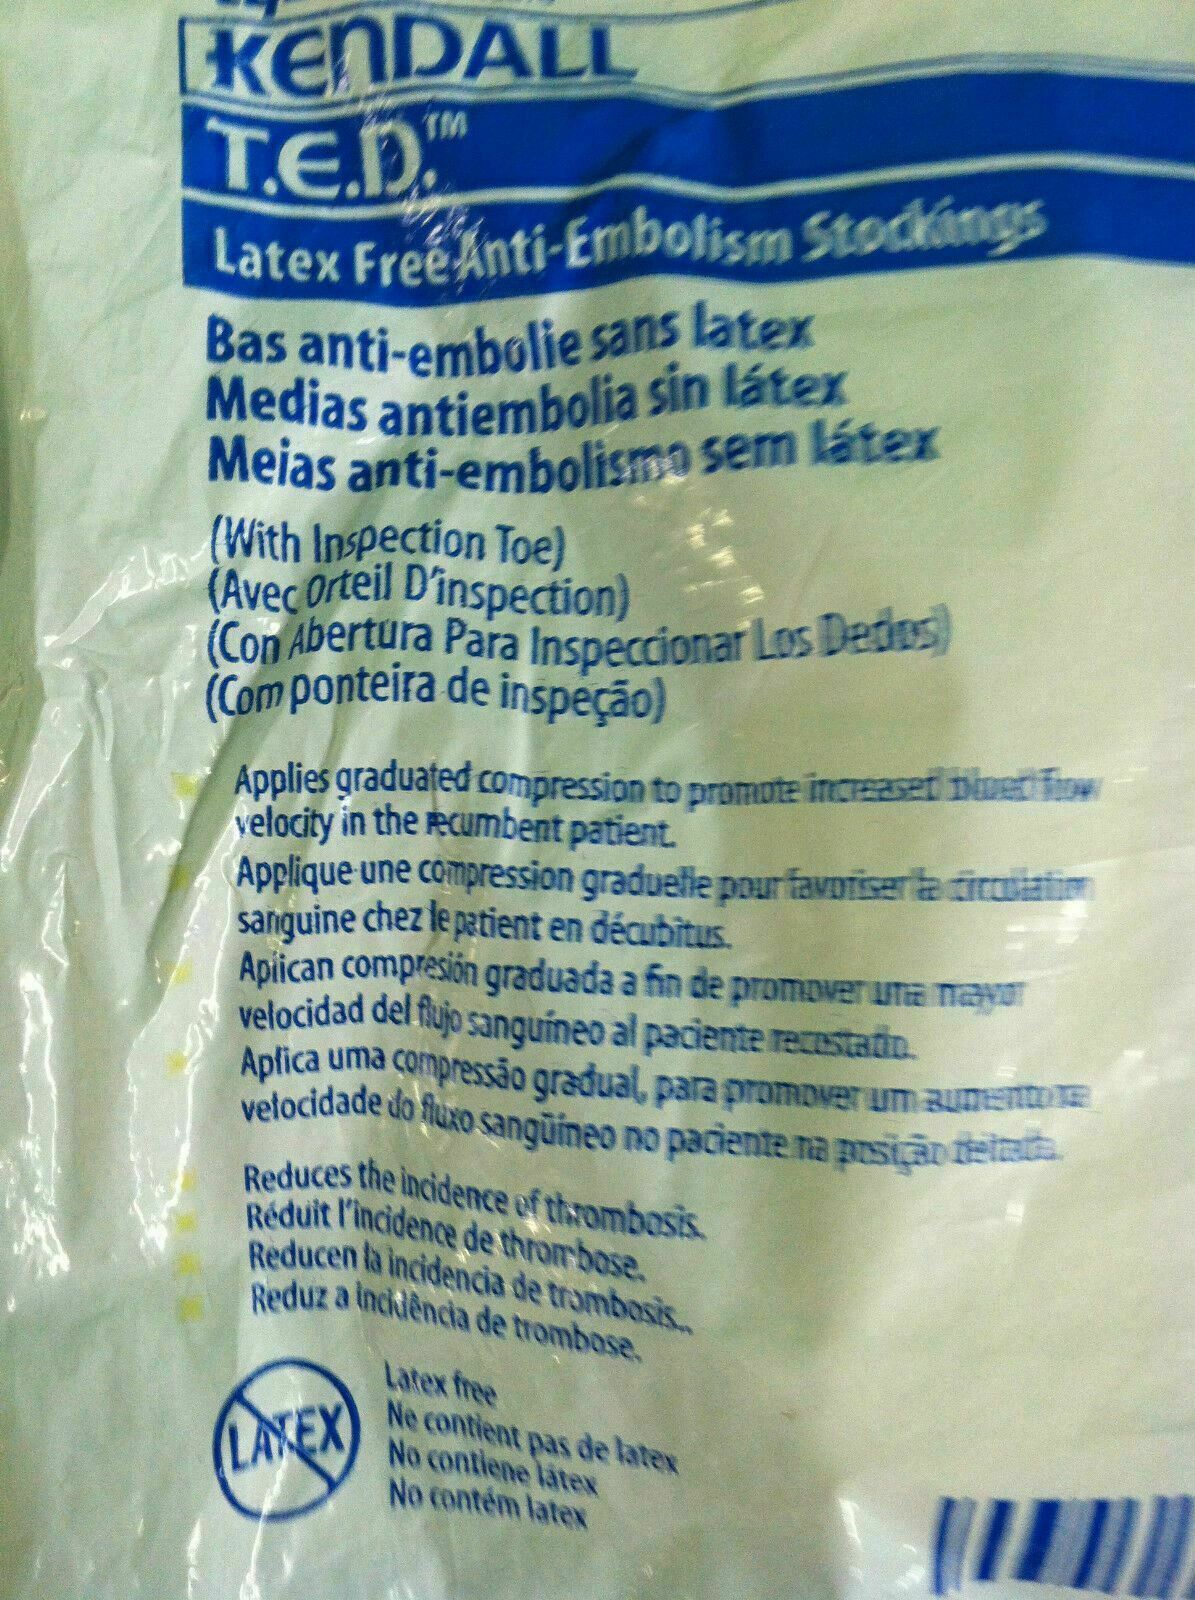 KENDALL
T.E.D.™
Latex Free Anti-Embolism Stockings
Bas anti-embolie sans latex
Medias antiembolia sin látex
Meias anti-embolismo sem látex
(With Inspection Toe)
(Avec Orteil D'inspection)
(Con Abertura Para Inspeccionar Los Dedos)
(Com ponteira de inspeção)
Applies graduated compression to promote increased blood flow
velocity in the recumbent patient.
Applique une compression graduelle pour favoriser la circulation
sanguine chez le patient en décubitus.
Aplican compresión graduada a fin de promover una mayor
velocidad del flujo sanguíneo al paciente recostado.
Aplica uma compressão gradual, para promover um aumento na
velocidade do fluxo sangüíneo no paciente na posição deitada.
Reduces the incidence of thrombosis.
Réduit l'incidence de thrombose.
Reducen la incidencia de trombosis..
Reduz a incidência de trombose.
LATEX
Latex free
Ne contient pas de latex
No contiene látex
No contém latex